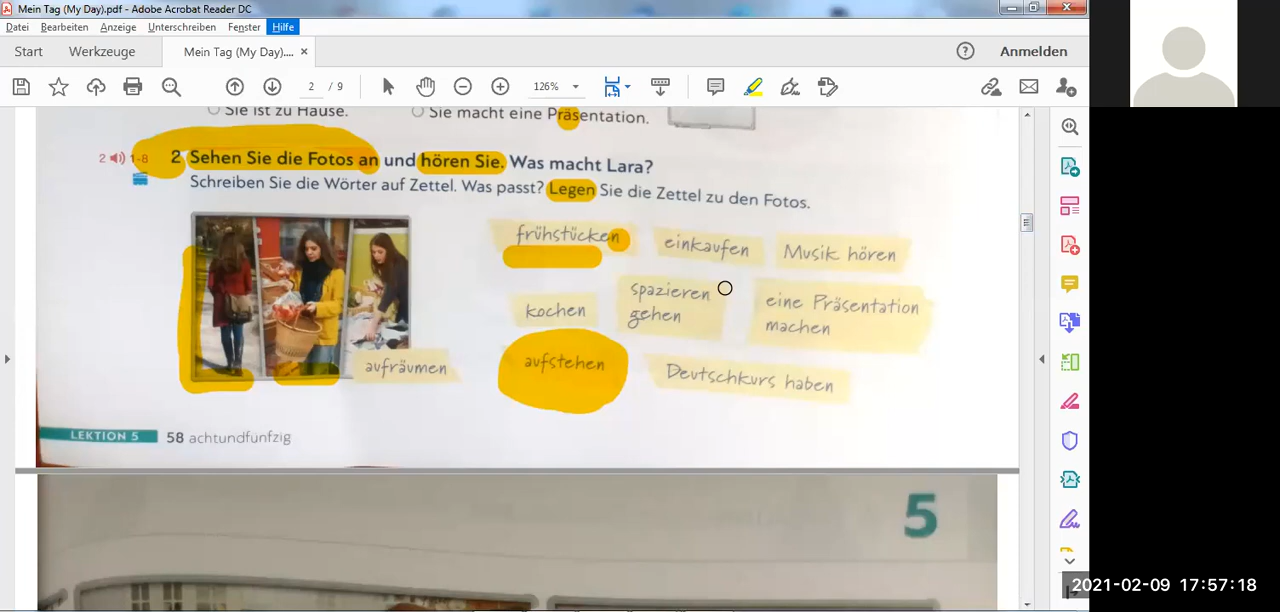 Mein Tag (My Day).pdf - Adobe Acrobat Reader DC
Datei Bearbeiten Anzeige Unterschreiben Fenster Hilfe
Start Werkzeuge Mein Tag (My Day).... × Anmelden
2 / 9 126%
Sie ist zu Hause. Sie macht eine Präsentation.
2 1-8 2 Sehen Sie die Fotos an und hören Sie. Was macht Lara?
Schreiben Sie die Wörter auf Zettel. Was passt? Legen Sie die Zettel zu den Fotos.
frühstücken einkaufen Musik hören
kochen spazieren gehen eine Präsentation machen
aufräumen aufstehen Deutschkurs haben
LEKTION 5 58 achtundfünfzig
5
2021-02-09 17:57:18